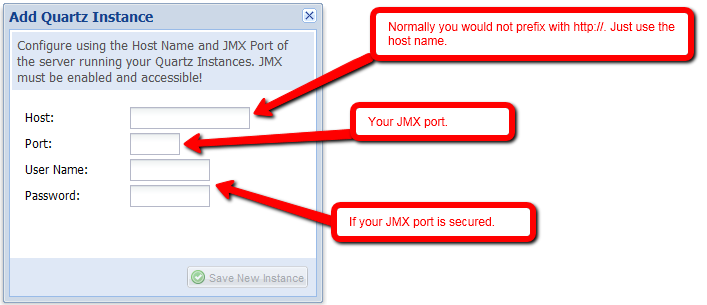 Add Quartz Instance
Configure using the Host Name and JMX Port of
the server running your Quartz Instances. JMX
must be enabled and accessible!
Host:
Port:
User Name:
Password:
Save New Instance
Normally you would not prefix with http://. Just use the
host name.
Your JMX port.
If your JMX port is secured.